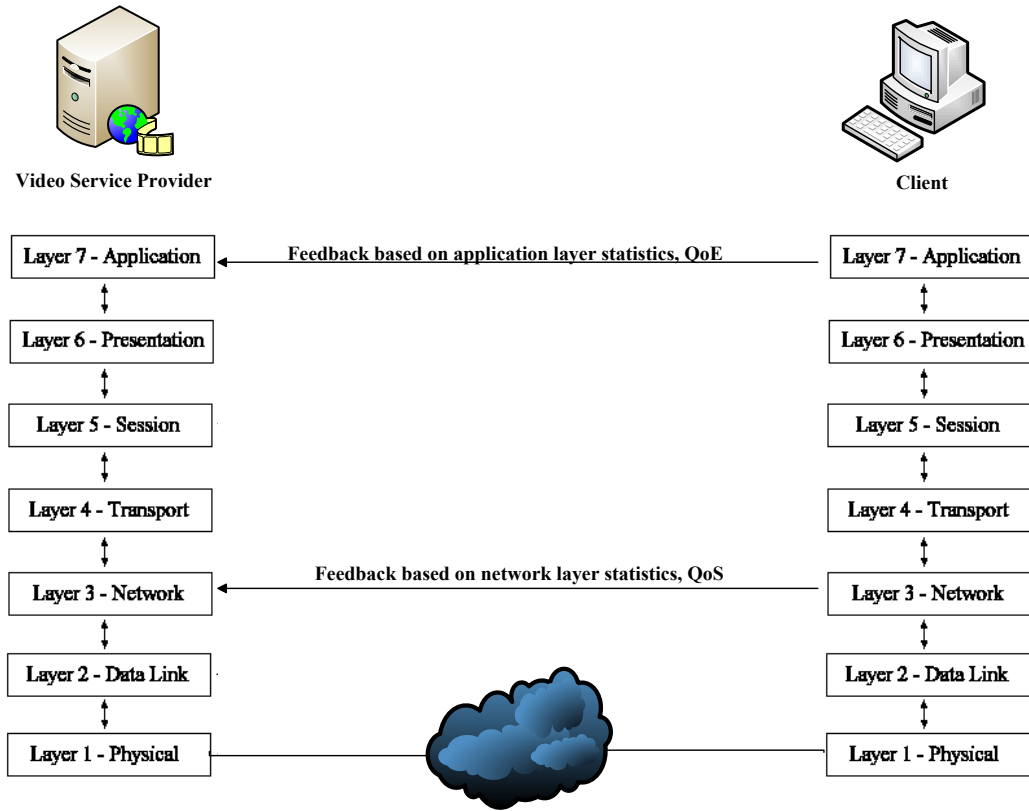 Video Service Provider
Client
Layer 7 - Application
Feedback based on application layer statistics, QoE
Layer 7 - Application
Layer 6 - Presentation
Layer 6 - Presentation
Layer 5 - Session
Layer 5 - Session
Layer 4 - Transport
Layer 4 - Transport
Layer 3 - Network
Feedback based on network layer statistics, QoS
Layer 3 - Network
Layer 2 - Data Link
Layer 2 - Data Link
Layer 1 - Physical
Layer 1 - Physical